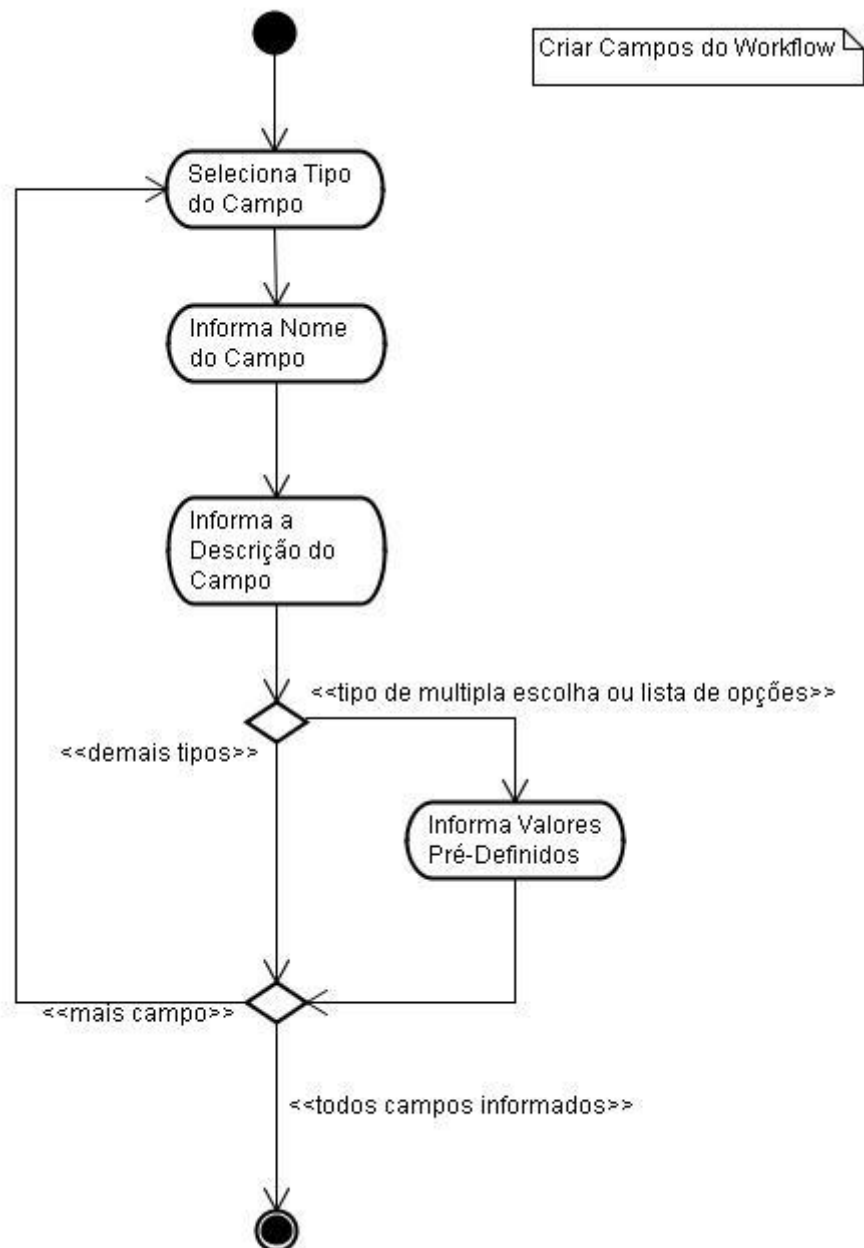 Criar Campos do Workflow
Seleciona Tipo
do Campo
Informa Nome
do Campo
Informa a
Descrição do
Campo
<<tipo de multipla escolha ou lista de opções>>
<<demais tipos>>
Informa Valores
Pré-Definidos
<<mais campo>>
<<todos campos informados>>